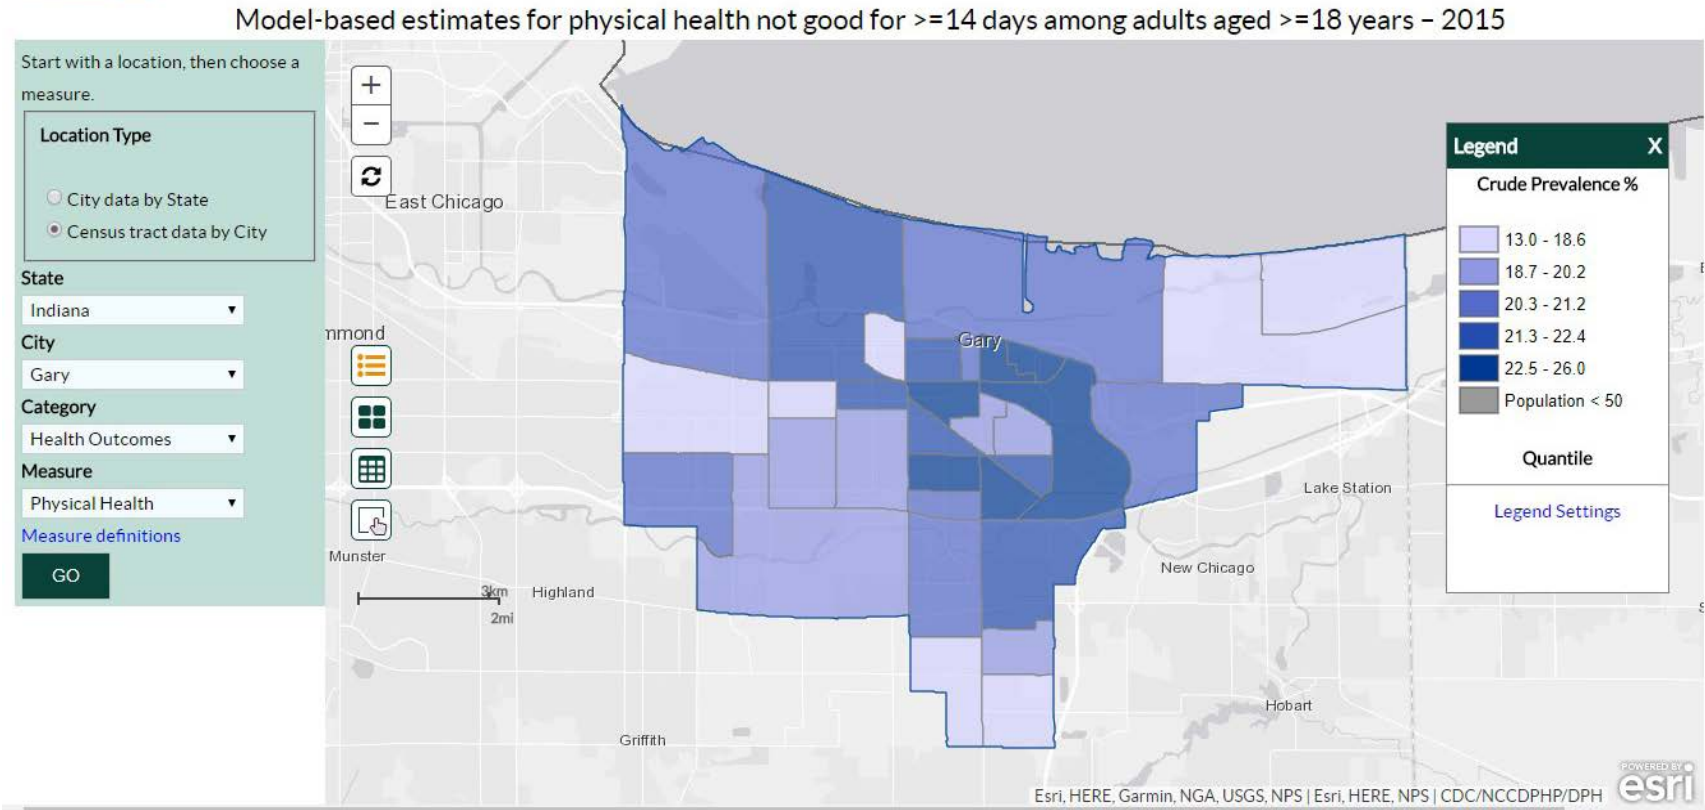 Model-based estimates for physical health not good for >=14 days among adults aged >=18 years – 2015
Start with a location, then choose a
measure.
Location Type
City data by State
Census tract data by City
State
Indiana
City
Gary
Category
Health Outcomes
Measure
Physical Health
Measure definitions
GO
+
−
East Chicago
mmond
Gary
Munster
Highland
3km
2mi
Griffith
Lake Station
New Chicago
Hobart
Legend X
Crude Prevalence %
13.0 - 18.6
18.7 - 20.2
20.3 - 21.2
21.3 - 22.4
22.5 - 26.0
Population < 50
Quantile
Legend Settings
Esri, HERE, Garmin, NGA, USGS, NPS | Esri, HERE, NPS | CDC/NCCDPHP/DPH
POWERED BY
esri